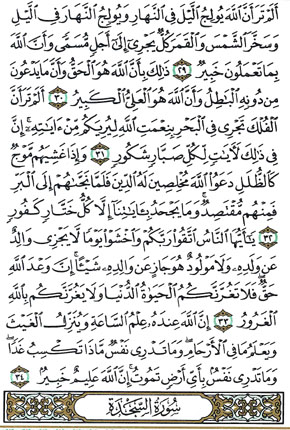 أَلَمْ تَرَ أَنَّ ٱللَّهَ يُولِجُ ٱلَّيْلَ فِى ٱلنَّهَارِ وَيُولِجُ ٱلنَّهَارَ فِى ٱلَّيْلِ
وَسَخَّرَ ٱلشَّمْسَ وَٱلْقَمَرَ كُلٌّ يَجْرِىٓ إِلَىٰٓ أَجَلٍ مُّسَمًّى وَأَنَّ ٱللَّهَ
بِمَا تَعْمَلُونَ خَبِيرٌ ٢٩ ذَٰلِكَ بِأَنَّ ٱللَّهَ هُوَ ٱلْحَقُّ وَأَنَّ مَا يَدْعُونَ
مِن دُونِهِ ٱلْبَٰطِلُ وَأَنَّ ٱللَّهَ هُوَ ٱلْعَلِىُّ ٱلْكَبِيرُ ٣٠ أَلَمْ تَرَ أَنَّ
ٱلْفُلْكَ تَجْرِى فِى ٱلْبَحْرِ بِنِعْمَتِ ٱللَّهِ لِيُرِيَكُم مِّنْ ءَايَٰتِهِۦٓ إِنَّ
فِى ذَٰلِكَ لَءَايَٰتٍ لِّكُلِّ صَبَّارٍ شَكُورٍ ٣١ وَإِذَا غَشِيَهُم مَّوْجٌ
كَٱلظُّلَلِ دَعَوُا۟ ٱللَّهَ مُخْلِصِينَ لَهُ ٱلدِّينَ فَلَمَّا نَجَّىٰهُمْ إِلَى ٱلْبَرِّ
فَمِنْهُم مُّقْتَصِدٌ وَمَا يَجْحَدُ بِـَٔايَٰتِنَآ إِلَّا كُلُّ خَتَّارٍ كَفُورٍ
٣٢ يَٰٓأَيُّهَا ٱلنَّاسُ ٱتَّقُوا۟ رَبَّكُمْ وَٱخْشَوْا۟ يَوْمًا لَّا يَجْزِى وَالِدٌ
عَن وَلَدِهِۦ وَلَا مَوْلُودٌ هُوَ جَازٍ عَن وَالِدِهِۦ شَيْـًٔا إِنَّ وَعْدَ ٱللَّهِ
حَقٌّ فَلَا تَغُرَّنَّكُمُ ٱلْحَيَوٰةُ ٱلدُّنْيَا وَلَا يَغُرَّنَّكُم بِٱللَّهِ
ٱلْغَرُورُ ٣٣ إِنَّ ٱللَّهَ عِندَهُۥ عِلْمُ ٱلسَّاعَةِ وَيُنَزِّلُ ٱلْغَيْثَ
وَيَعْلَمُ مَا فِى ٱلْأَرْحَامِ وَمَا تَدْرِى نَفْسٌ مَّاذَا تَكْسِبُ غَدًا
وَمَا تَدْرِى نَفْسٌۢ بِأَىِّ أَرْضٍ تَمُوتُ إِنَّ ٱللَّهَ عَلِيمٌ خَبِيرٌۢ ٣٤
سُورَةُ السَّجْدَةِ